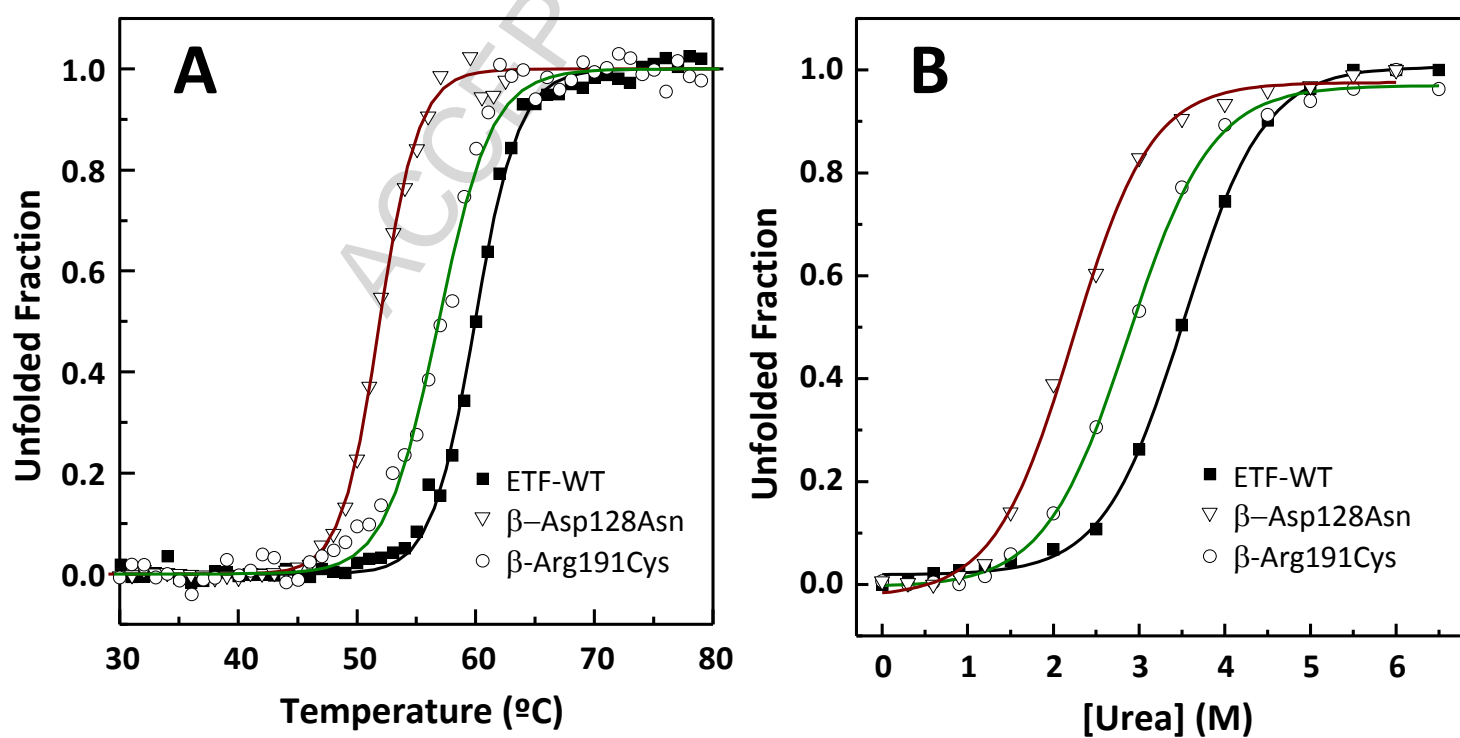 A
ACCEP
1.0
0.8
0.6
0.4
0.2
0.0
Unfolded Fraction
ETF-WT
β–Asp128Asn
β-Arg191Cys
30 40 50 60 70 80
Temperature (ºC)
B
1.0
0.8
0.6
0.4
0.2
0.0
Unfolded Fraction
ETF-WT
β–Asp128Asn
β-Arg191Cys
0 1 2 3 4 5 6
[Urea] (M)